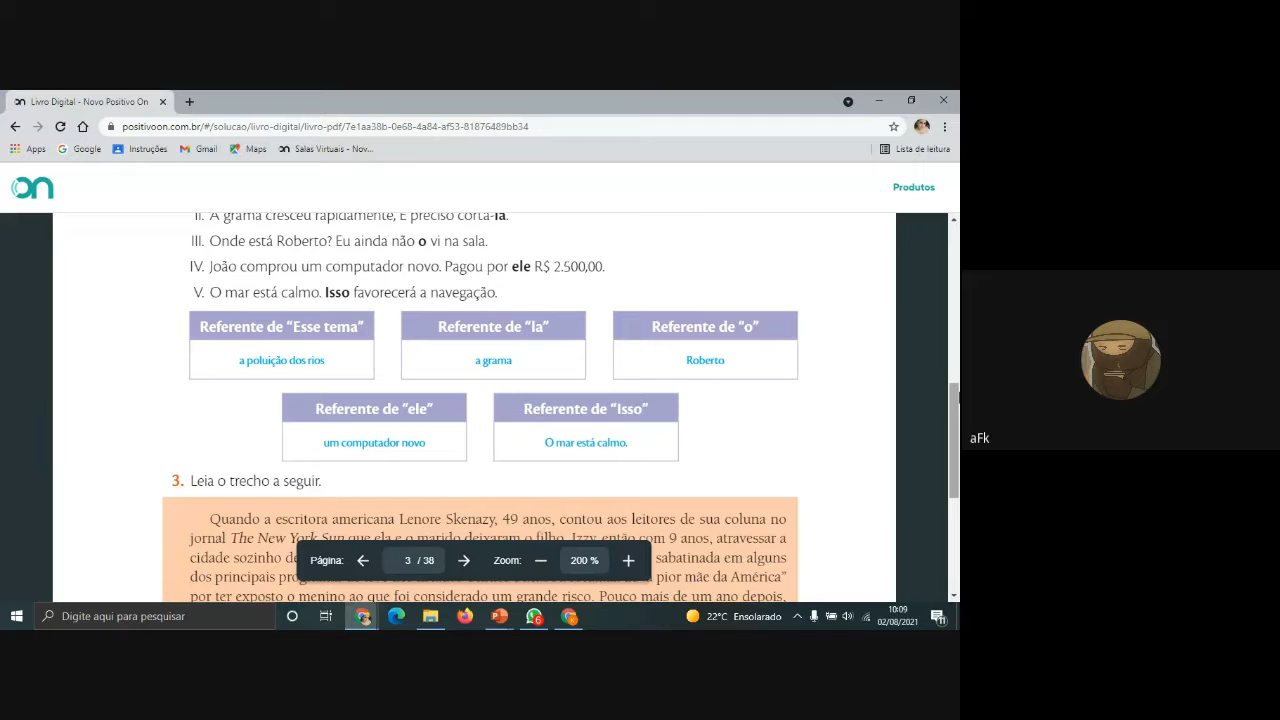 Livro Digital - Novo Positivo On
positivoon.com.br/#/solucao/livro-digital/livro-pdf/7e1aa38b-0e68-4a84-af53-81876489bb34
Apps Google Instruções Gmail Maps Salas Virtuais - Nov... Lista de leitura
on Produtos
II. A grama cresceu rapidamente, É preciso cortá-la.
III. Onde está Roberto? Eu ainda não o vi na sala.
IV. João comprou um computador novo. Pagou por ele R$ 2.500,00.
V. O mar está calmo. Isso favorecerá a navegação.
Referente de “Esse tema” Referente de “la” Referente de “o”
a poluição dos rios a grama Roberto
Referente de “ele” Referente de “Isso”
um computador novo O mar está calmo.
aFk
3. Leia o trecho a seguir.
Quando a escritora americana Lenore Skenazy, 49 anos, contou aos leitores de sua coluna no
jornal The New York Sun que ela e o marido deixaram o filho, Izzy, então com 9 anos, atravessar a
cidade sozinho de sabatinada em alguns
dos principais pior mãe da América”
por ter exposto o menino ao que foi considerado um grande risco. Pouco mais de um ano depois,
Página: 3 / 38 Zoom: 200 %
Digite aqui para pesquisar 6 22°C Ensolarado 10:09
02/08/2021 11